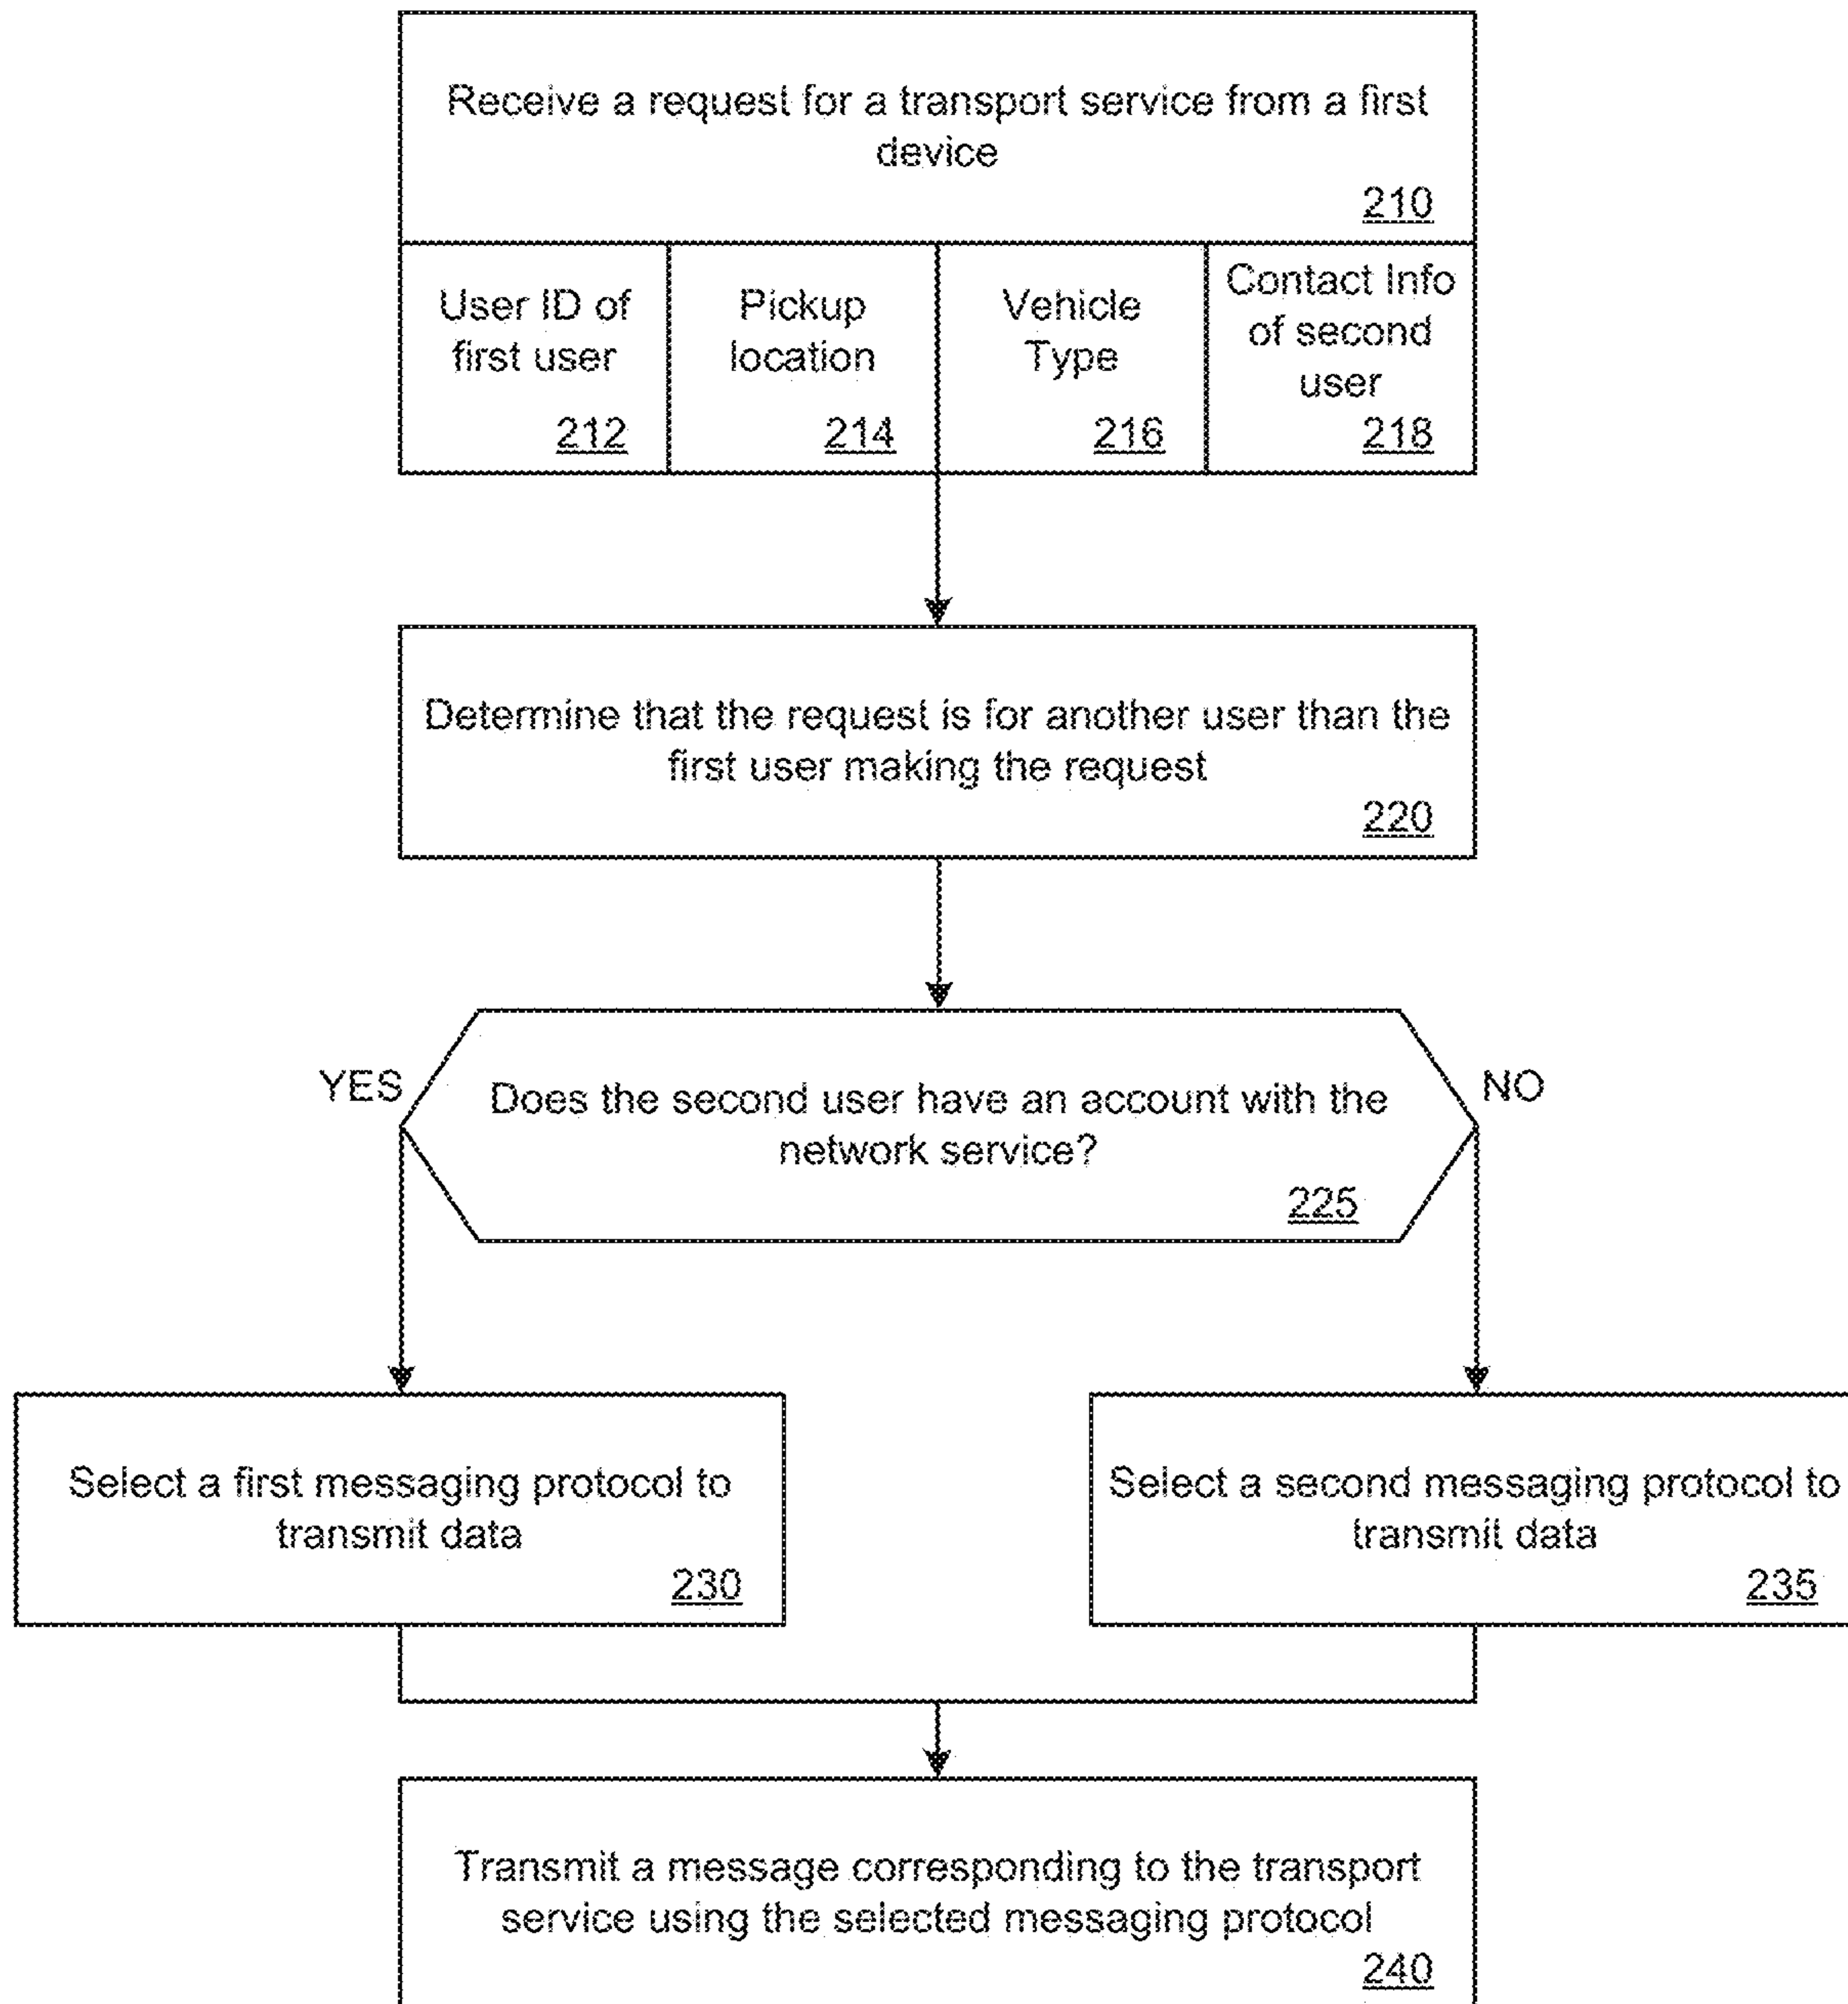 Receive a request for a transport service from a first
device
210
User ID of
first user
212
Pickup
location
214
Vehicle
Type
216
Contact Info
of second
user
218
Determine that the request is for another user than the
first user making the request
220
YES
Does the second user have an account with the
network service?
225
NO
Select a first messaging protocol to
transmit data
230
Select a second messaging protocol to
transmit data
235
Transmit a message corresponding to the transport
service using the selected messaging protocol
240